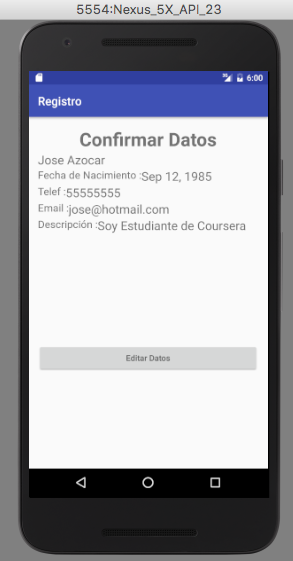 5554:Nexus_5X_API_23
6:00
Registro
Confirmar Datos
Jose Azocar
Fecha de Nacimiento :Sep 12, 1985
Telef :55555555
Email :jose@hotmail.com
Descripción :Soy Estudiante de Coursera
Editar Datos